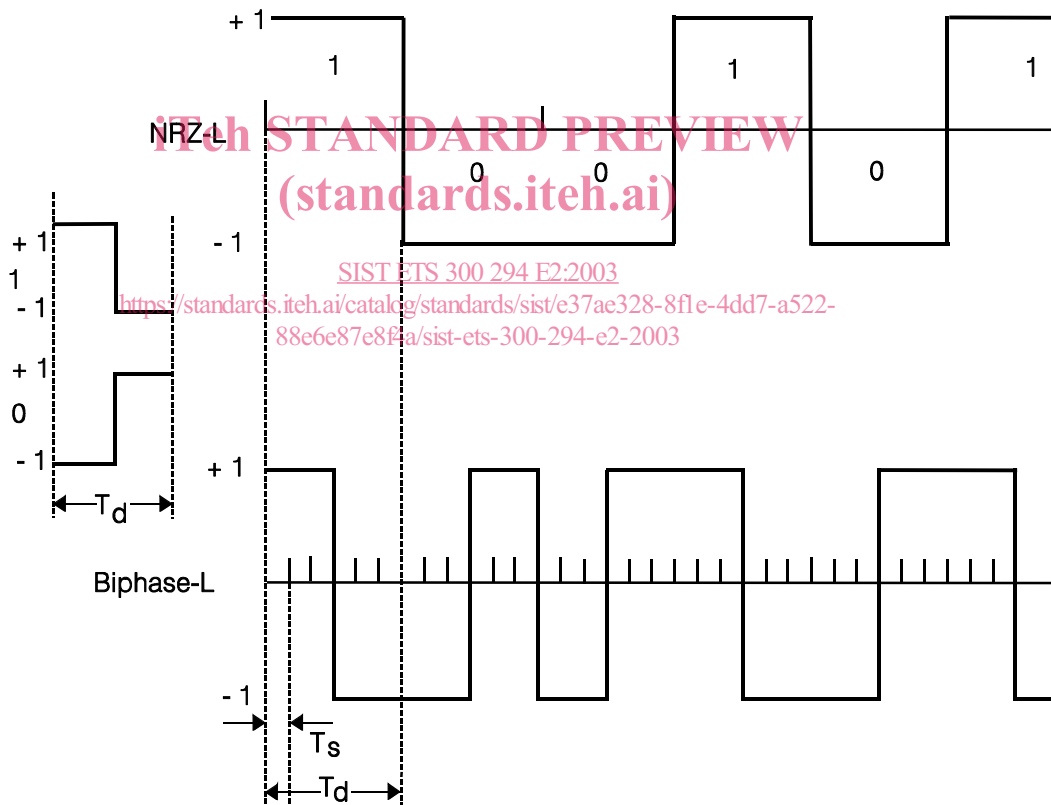 + 1
1
1
1
NRZ-L
iTeh STANDARD PREVIEW
0
0
0
(standards.iteh.ai)
+ 1
- 1
1
- 1
SIST ETS 300 294 E2:2003
https://standards.iteh.ai/catalog/standards/sist/e37ae328-8f1e-4dd7-a522-
88e6e87e8f4a/sist-ets-300-294-e2-2003
+ 1
0
- 1
+ 1
Td
Biphase-L
- 1
Ts
Td